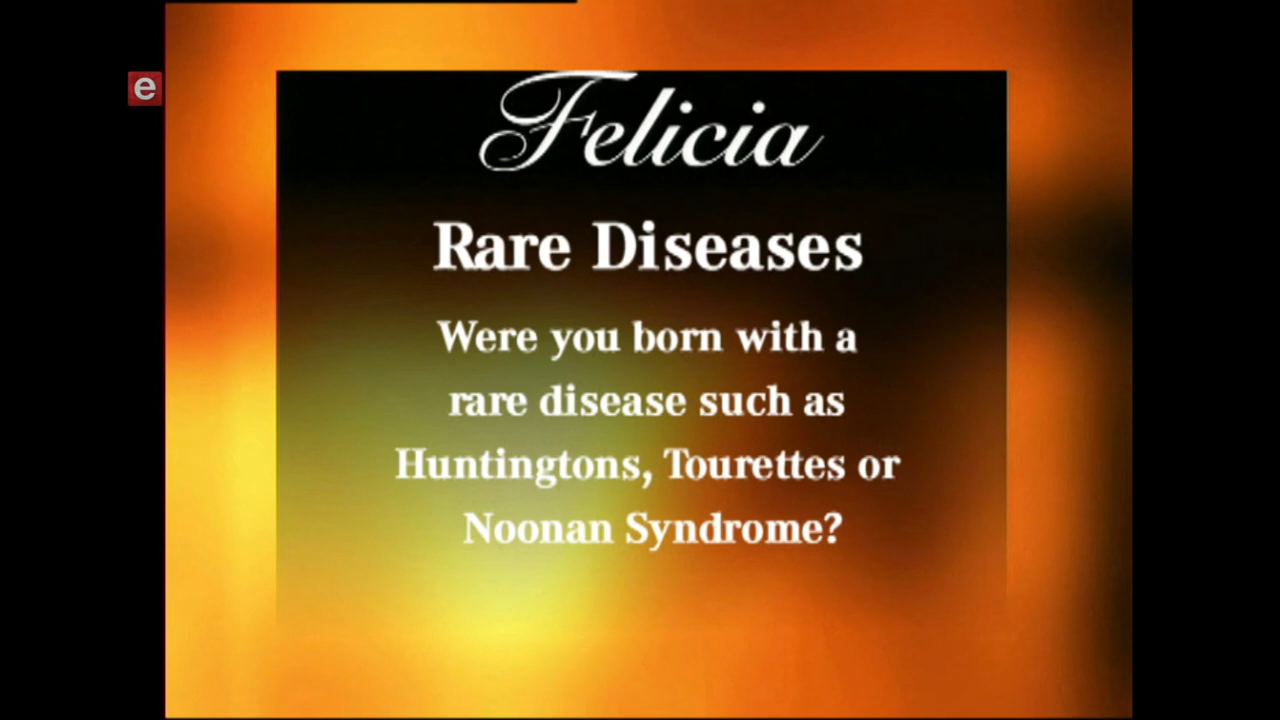 e
Felicia
Rare Diseases
Were you born with a
rare disease such as
Huntingtons, Tourettes or
Noonan Syndrome?